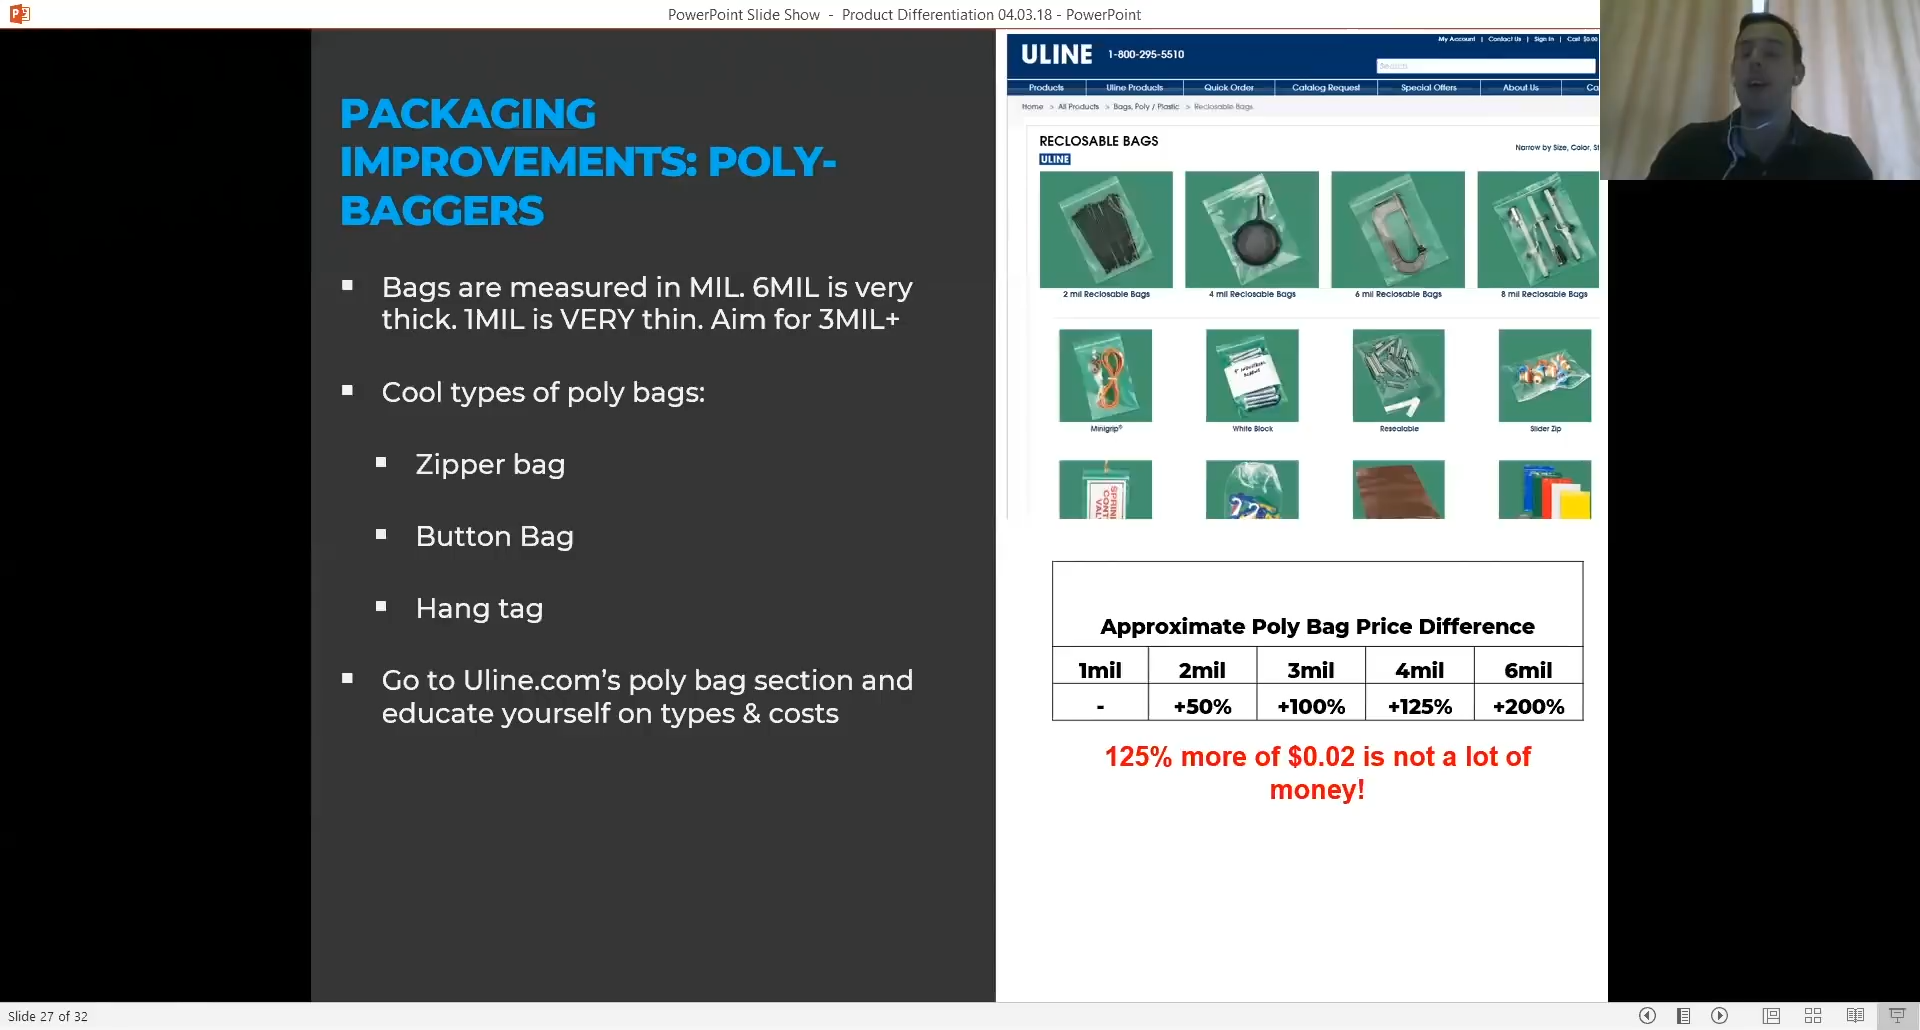 PowerPoint Slide Show - Product Differentiation 04.03.18 - PowerPoint
PACKAGING
IMPROVEMENTS: POLY-
BAGGERS
Bags are measured in MIL. 6MIL is very
thick. 1MIL is VERY thin. Aim for 3MIL+
Cool types of poly bags:
Zipper bag
Button Bag
Hang tag
Go to Uline.com’s poly bag section and
educate yourself on types & costs
My Account | Contact Us | Sign In | Cart $0.00
ULINE 1-800-295-5510
Search
Products Uline Products Quick Order Catalog Request Special Offers About Us Ca
Home > All Products > Bags, Poly / Plastic > Reclosable Bags
RECLOSABLE BAGS
ULINE
Narrow by Size, Color, St
2 mil Reclosable Bags 4 mil Reclosable Bags 6 mil Reclosable Bags 8 mil Reclosable Bags
Minigrip® White Block Resealable Slider Zip
Approximate Poly Bag Price Difference
1mil 2mil 3mil 4mil 6mil
- +50% +100% +125% +200%
125% more of $0.02 is not a lot of
money!
Slide 27 of 32